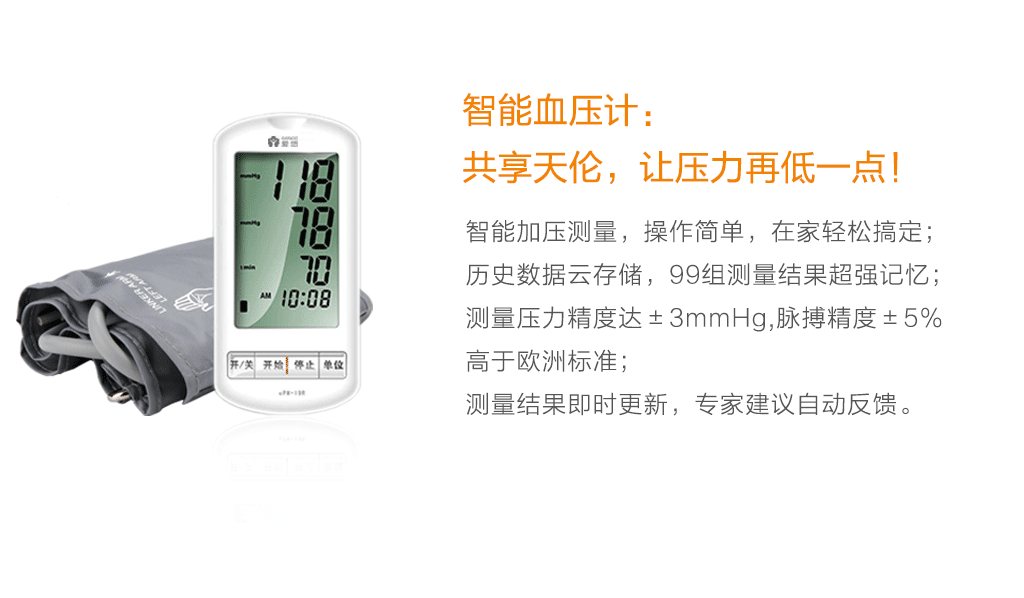 智能血压计：
共享天伦，让压力再低一点！
智能加压测量，操作简单，在家轻松搞定；
历史数据云存储，99组测量结果超强记忆；
测量压力精度达±3mmHg,脉搏精度±5%
高于欧洲标准；
测量结果即时更新，专家建议自动反馈。
mmHg 118
mmHg 78
/min 70
AM 10:08
开/关 开始 停止 单位
LEFT ARM